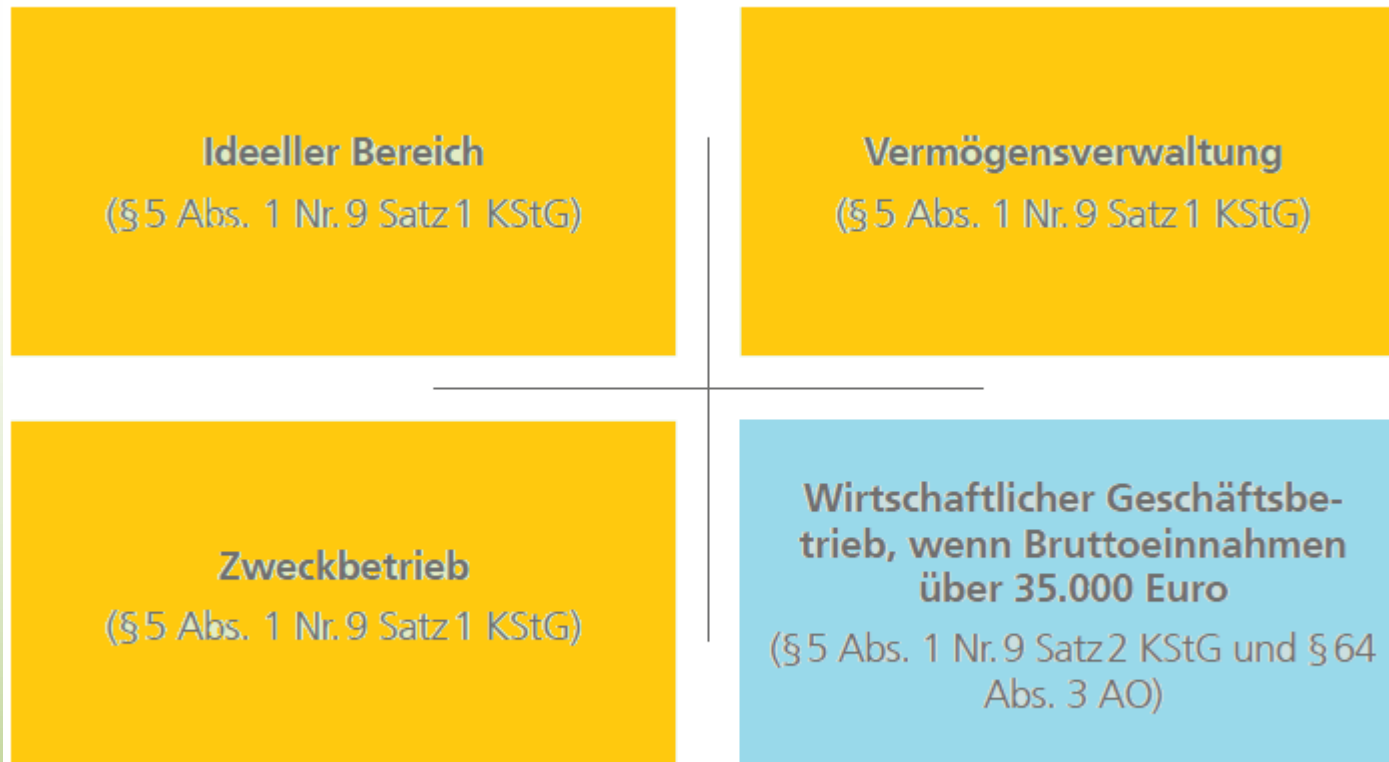 Ideeller Bereich
(§ 5 Abs. 1 Nr. 9 Satz 1 KStG)
Vermögensverwaltung
(§ 5 Abs. 1 Nr. 9 Satz 1 KStG)
Zweckbetrieb
(§ 5 Abs. 1 Nr. 9 Satz 1 KStG)
Wirtschaftlicher Geschäftsbe-
trieb, wenn Bruttoeinnahmen
über 35.000 Euro
(§ 5 Abs. 1 Nr. 9 Satz 2 KStG und § 64
Abs. 3 AO)